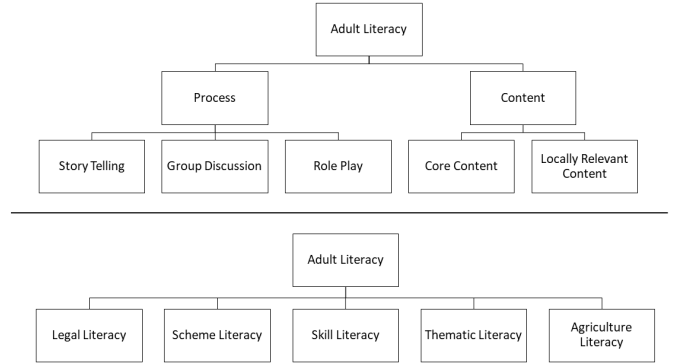 Adult Literacy
Process
Content
Story Telling
Group Discussion
Role Play
Core Content
Locally Relevant
Content
Adult Literacy
Legal Literacy
Scheme Literacy
Skill Literacy
Thematic Literacy
Agriculture
Literacy